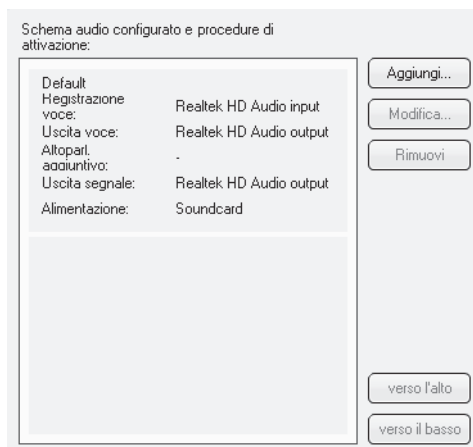 Schema audio configurato e procedure di
attivazione:
Default
Registrazione
voce: Realtek HD Audio input
Uscita voce: Realtek HD Audio output
Altoparl.
aggiuntivo: -
Uscita segnale: Realtek HD Audio output
Alimentazione: Soundcard
Aggiungi...
Modifica...
Rimuovi
verso l'alto
verso il basso